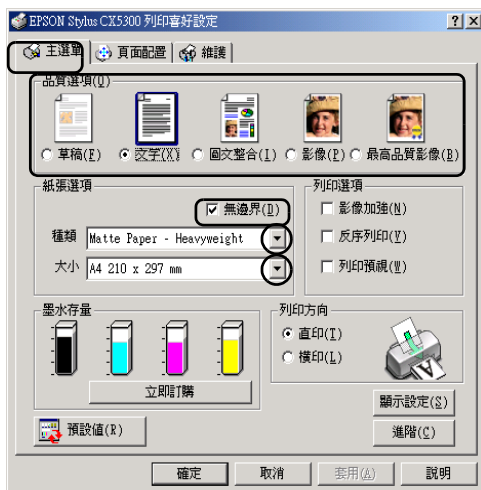 EPSON Stylus CX5300 列印喜好設定
主選單 頁面配置 維護
品質選項(Q)
草稿(F) 文字(X) 圖文整合(I) 影像(P) 最高品質影像(B)
紙張選項
無邊界(D)
種類 Matte Paper - Heavyweight
大小 A4 210 x 297 mm
列印選項
影像加強(N)
反序列印(Y)
列印預視(W)
墨水存量
立即訂購
列印方向
直印(T)
橫印(L)
顯示設定(S)
預設值(R) 進階(C)
確定 取消 套用(A) 說明